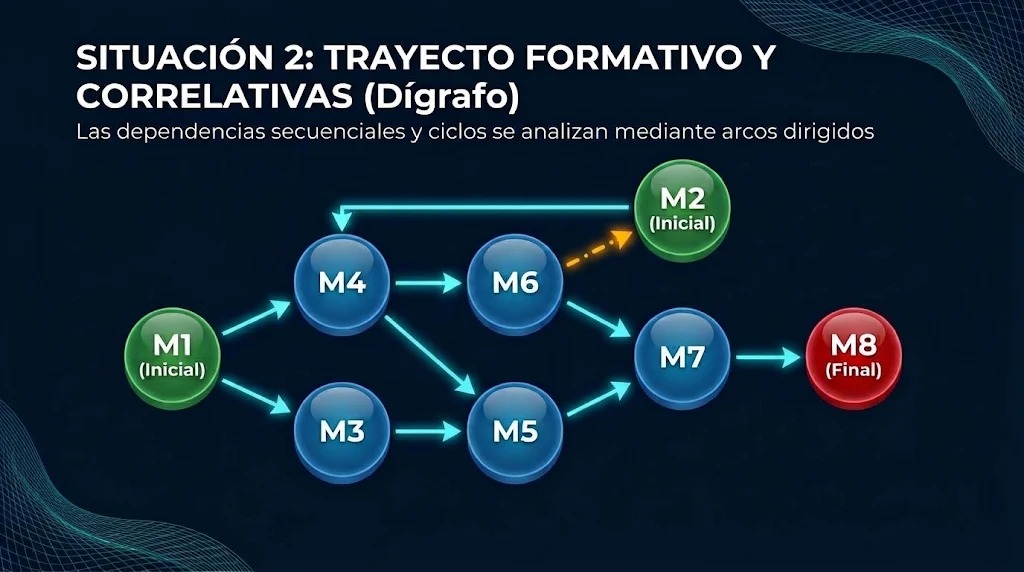 SITUACIÓN 2: TRAYECTO FORMATIVO Y
CORRELATIVAS (Dígrafo)
Las dependencias secuenciales y ciclos se analizan mediante arcos dirigidos
M2
(Inicial)
M4
M6
M1
(Inicial)
M7
M8
(Final)
M3
M5